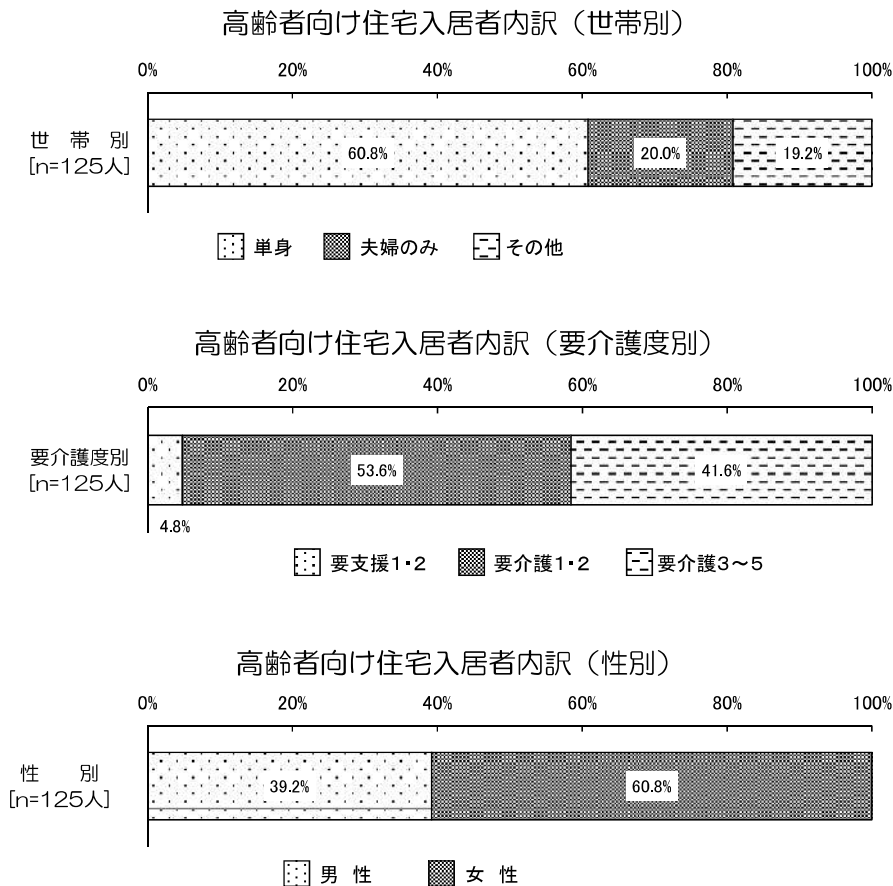 高齢者向け住宅入居者内訳（世帯別）
0% 20% 40% 60% 80% 100%
世 帯 別
[n=125人]
60.8% 20.0% 19.2%
単身 夫婦のみ その他
高齢者向け住宅入居者内訳（要介護度別）
0% 20% 40% 60% 80% 100%
要介護度別
[n=125人]
53.6% 41.6%
4.8%
要支援1・2 要介護1・2 要介護3～5
高齢者向け住宅入居者内訳（性別）
0% 20% 40% 60% 80% 100%
性 別
[n=125人]
39.2% 60.8%
男 性 女 性